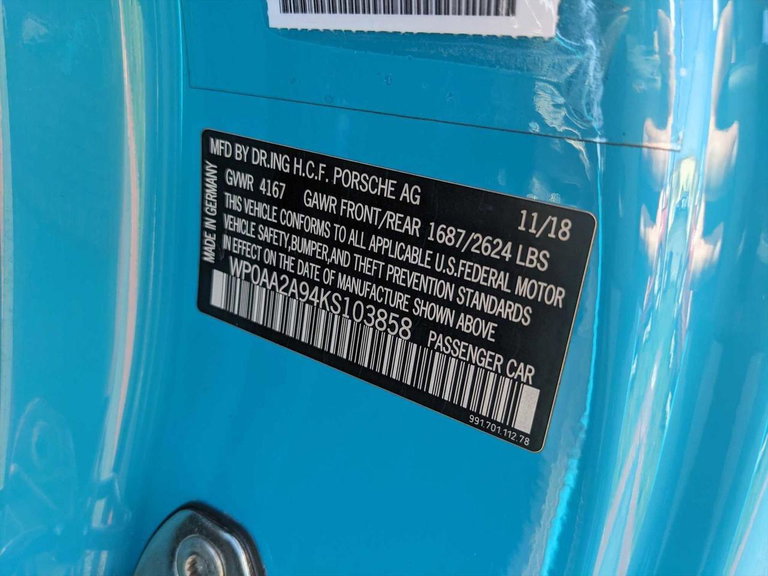 MFD BY DR.ING H.C.F. PORSCHE AG 11/18
GVWR 4167 GAWR FRONT/REAR 1687/2624 LBS
THIS VEHICLE CONFORMS TO ALL APPLICABLE U.S.FEDERAL MOTOR
VEHICLE SAFETY,BUMPER,AND THEFT PREVENTION STANDARDS
IN EFFECT ON THE DATE OF MANUFACTURE SHOWN ABOVE
WP0AA2A94KS103858 PASSENGER CAR
991.701.112.78
MADE IN GERMANY